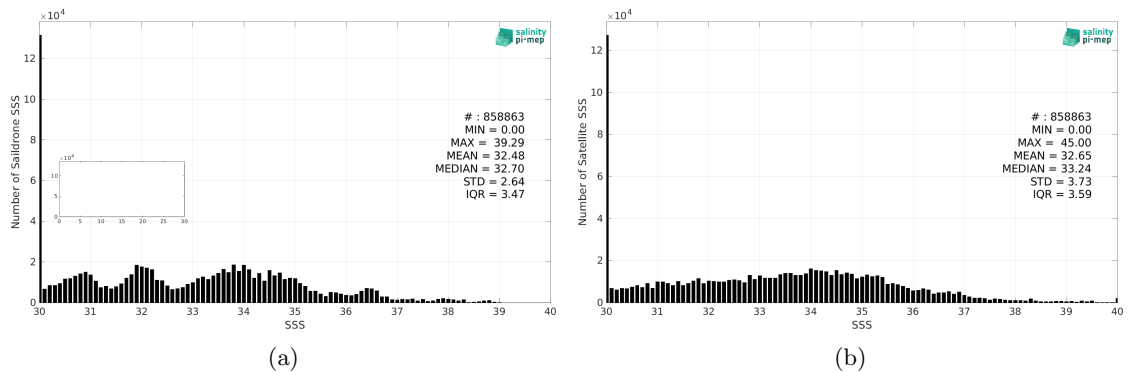 ×10⁴
12
10
8
6
4
2
0
Number of Saildrone SSS
salinity
pi-mep
# : 858863
MIN = 0.00
MAX = 39.29
MEAN = 32.48
MEDIAN = 32.70
STD = 2.64
IQR = 3.47
×10⁴
10
5
0
0 5 10 15 20 25 30
30 31 32 33 34 35 36 37 38 39 40
SSS
(a)
×10⁴
12
10
8
6
4
2
0
Number of Satellite SSS
salinity
pi-mep
# : 858863
MIN = 0.00
MAX = 45.00
MEAN = 32.65
MEDIAN = 33.24
STD = 3.73
IQR = 3.59
30 31 32 33 34 35 36 37 38 39 40
SSS
(b)